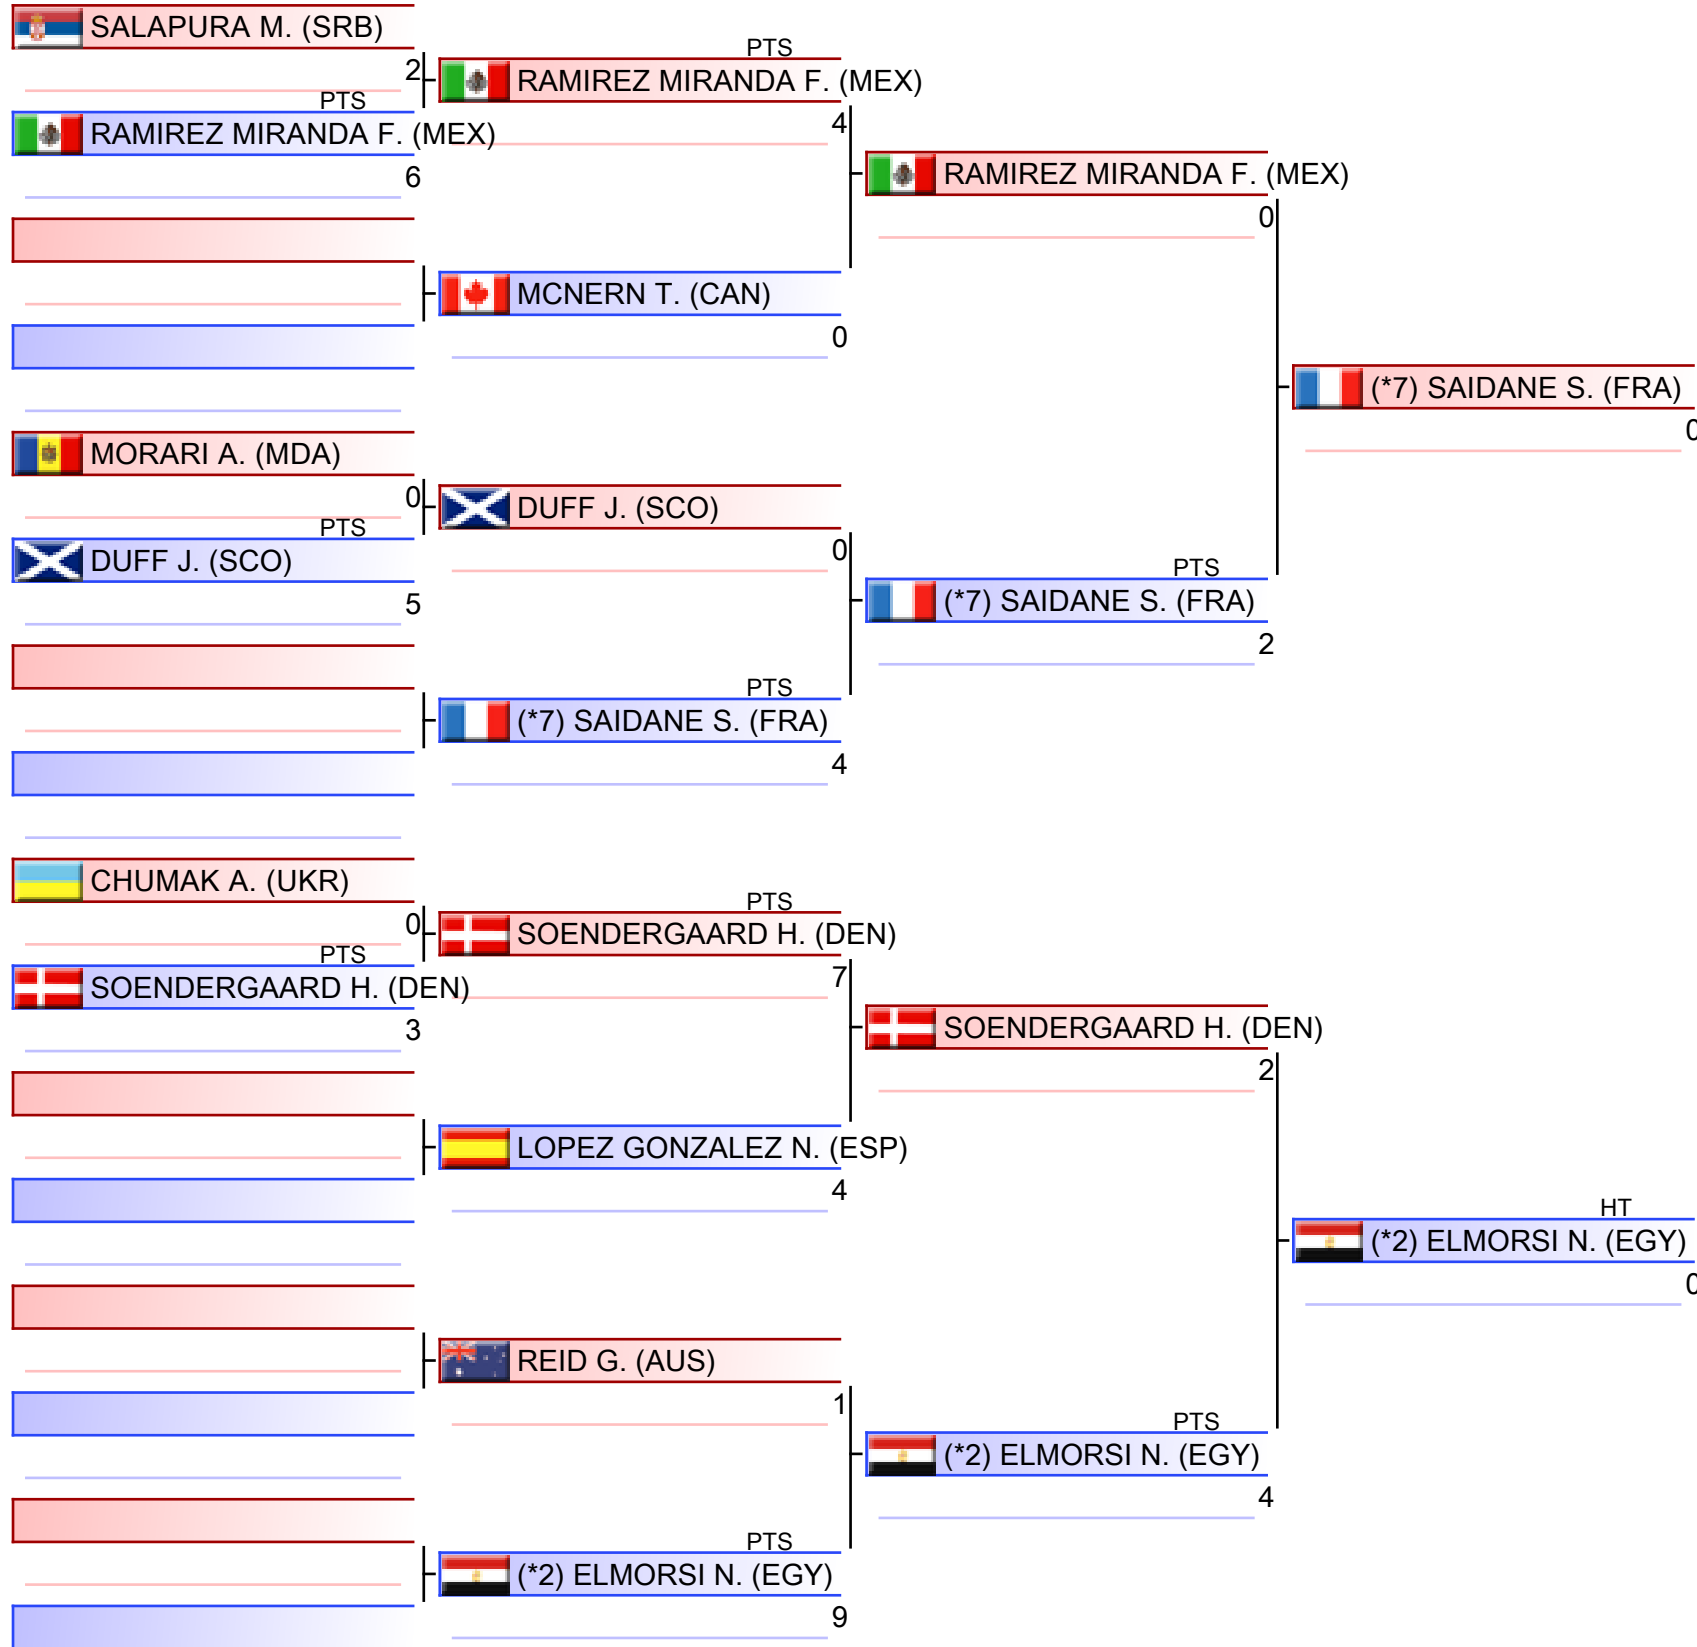 SALAPURA M. (SRB)
2
PTS
RAMIREZ MIRANDA F. (MEX)
6
MORARI A. (MDA)
0
PTS
DUFF J. (SCO)
5
CHUMAK A. (UKR)
0
PTS
SOENDERGAARD H. (DEN)
3
PTS
RAMIREZ MIRANDA F. (MEX)
4
MCNERN T. (CAN)
0
DUFF J. (SCO)
0
PTS
(*7) SAIDANE S. (FRA)
4
PTS
SOENDERGAARD H. (DEN)
7
LOPEZ GONZALEZ N. (ESP)
4
REID G. (AUS)
1
PTS
(*2) ELMORSI N. (EGY)
9
RAMIREZ MIRANDA F. (MEX)
0
PTS
(*7) SAIDANE S. (FRA)
2
SOENDERGAARD H. (DEN)
2
PTS
(*2) ELMORSI N. (EGY)
4
(*7) SAIDANE S. (FRA)
0
HT
(*2) ELMORSI N. (EGY)
0